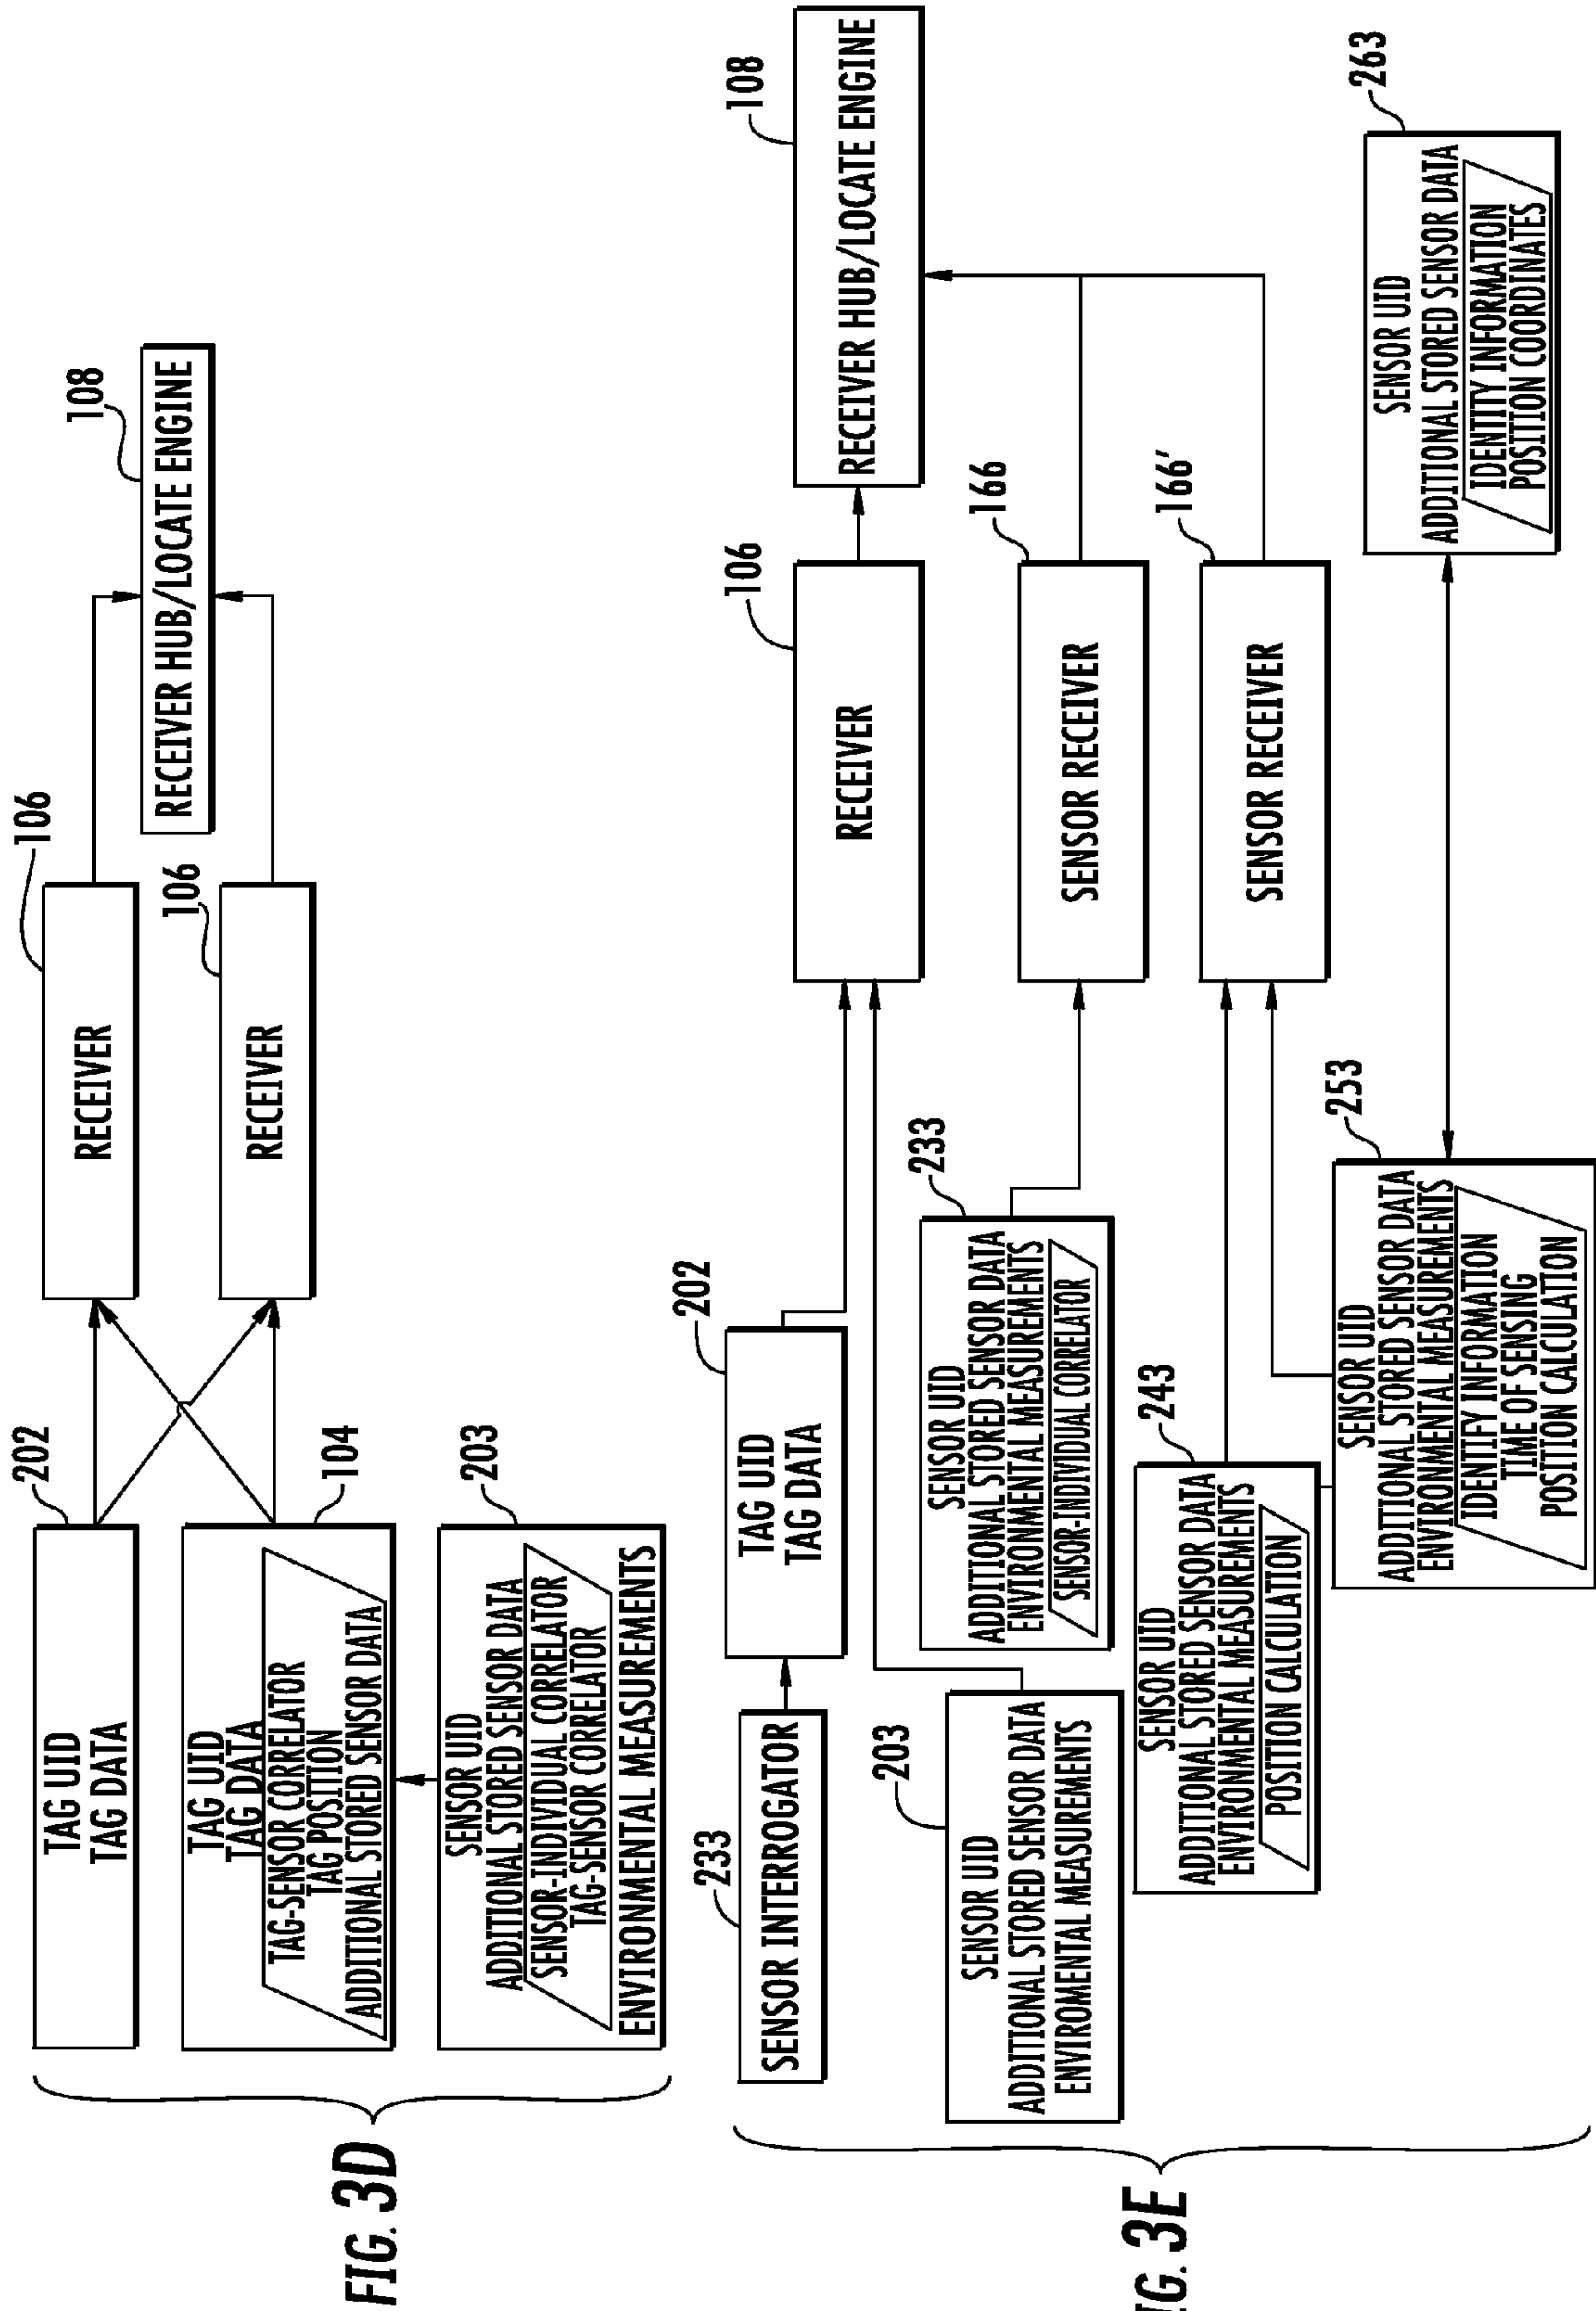 202
TAG UID
TAG DATA
106
RECEIVER
104
TAG UID
TAG DATA
TAG-SENSOR CORRELATOR
TAG POSITION
ADDITIONAL STORED SENSOR DATA
106
RECEIVER
108
RECEIVER HUB/LOCATE ENGINE
203
SENSOR UID
ADDITIONAL STORED SENSOR DATA
SENSOR-INDIVIDUAL CORRELATOR
TAG-SENSOR CORRELATOR
ENVIRONMENTAL MEASUREMENTS
FIG. 3D
233
SENSOR INTERROGATOR
202
TAG UID
TAG DATA
106
RECEIVER
108
RECEIVER HUB/LOCATE ENGINE
203
SENSOR UID
ADDITIONAL STORED SENSOR DATA
ENVIROMENTAL MEASUREMENTS
233
SENSOR UID
ADDITIONAL STORED SENSOR DATA
ENVIRONMENTAL MEASUREMENTS
SENSOR-INDIVIDUAL CORRELATOR
166
SENSOR RECEIVER
243
SENSOR UID
ADDITIONAL STORED SENSOR DATA
ENVIRONMENTAL MEASUREMENTS
POSITION CALCULATION
166'
SENSOR RECEIVER
253
SENSOR UID
ADDITIONAL STORED SENSOR DATA
ENVIRONMENTAL MEASUREMENTS
IDENTIFY INFORMATION
TIME OF SENSING
POSITION CALCULATION
263
SENSOR UID
ADDITIONAL STORED SENSOR DATA
IDENTITY INFORMATION
POSITION COORDINATES
IG. 3E